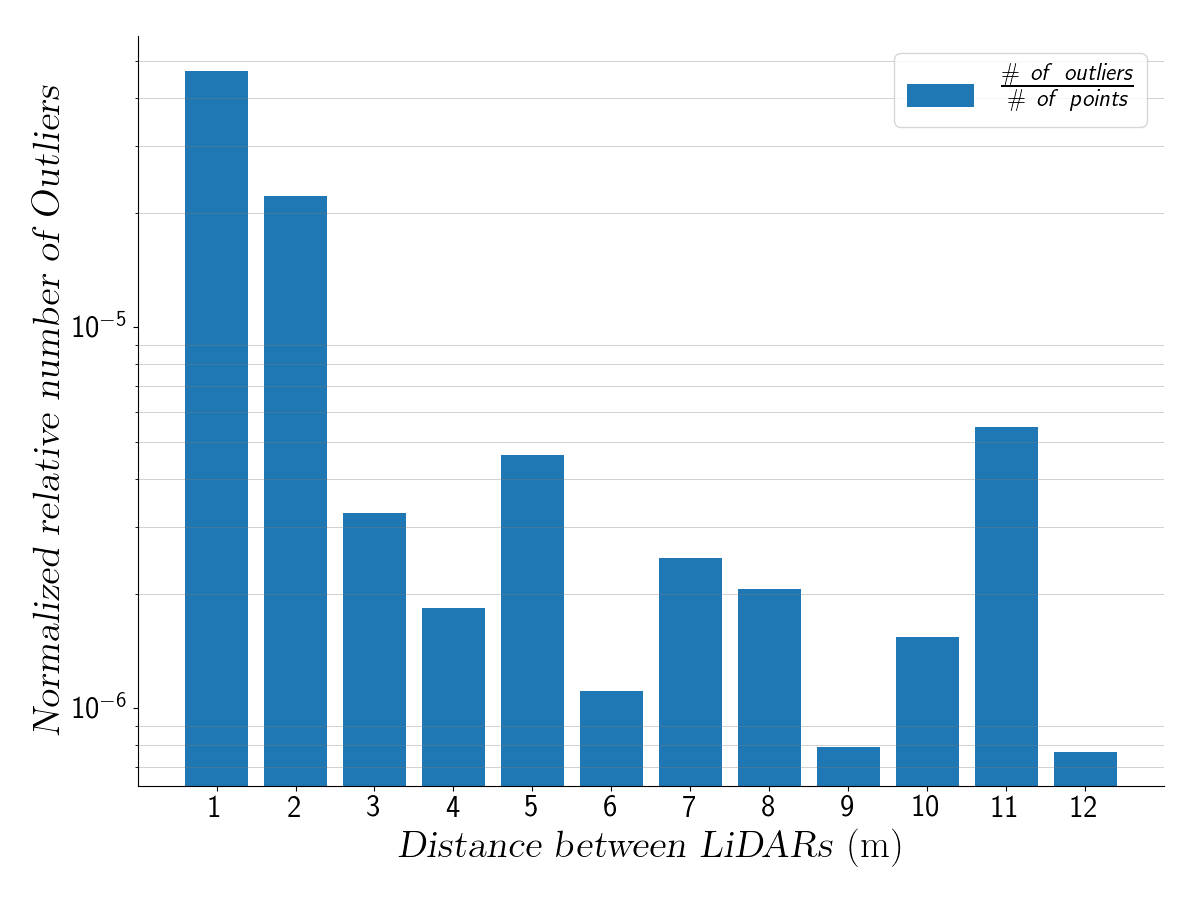 # of outliers
# of points
Normalized relative number of Outliers
10⁻⁵
10⁻⁶
1 2 3 4 5 6 7 8 9 10 11 12
Distance between LiDARs (m)